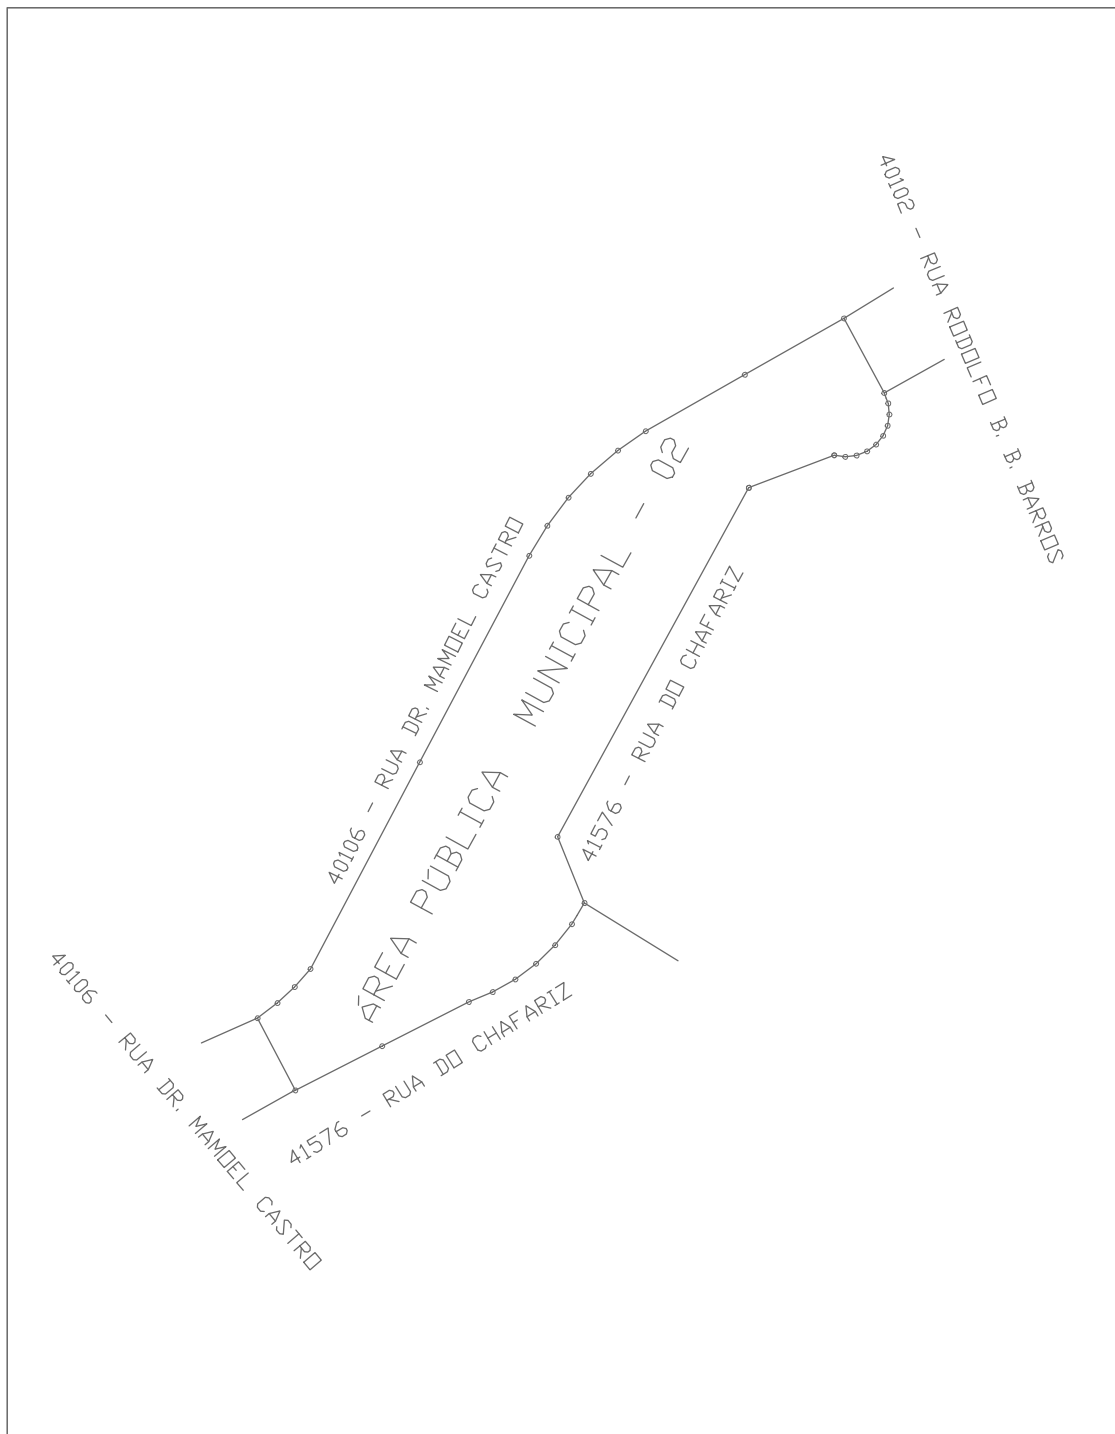 40102 - RUA RODOLFO B. B. BARROS
40106 - RUA DR. MAMOEL CASTRO
ÁREA PÚBLICA MUNICIPAL - 02
41576 - RUA DO CHAFARIZ
40106 - RUA DR. MAMOEL CASTRO
41576 - RUA DO CHAFARIZ